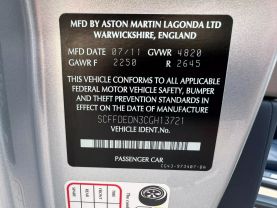 MFD BY ASTON MARTIN LAGONDA LTD
WARWICKSHIRE, ENGLAND
MFD DATE 07/11 GVWR 4820
GAWR F 2250 R 2645
THIS VEHICLE CONFORMS TO ALL APPLICABLE
FEDERAL MOTOR VEHICLE SAFETY, BUMPER
AND THEFT PREVENTION STANDARDS IN
EFFECT ON THE DATE OF MANUFACTURE
SCFFDEDN3CGH13721
VEHICLE IDENT No.
PASSENGER CAR